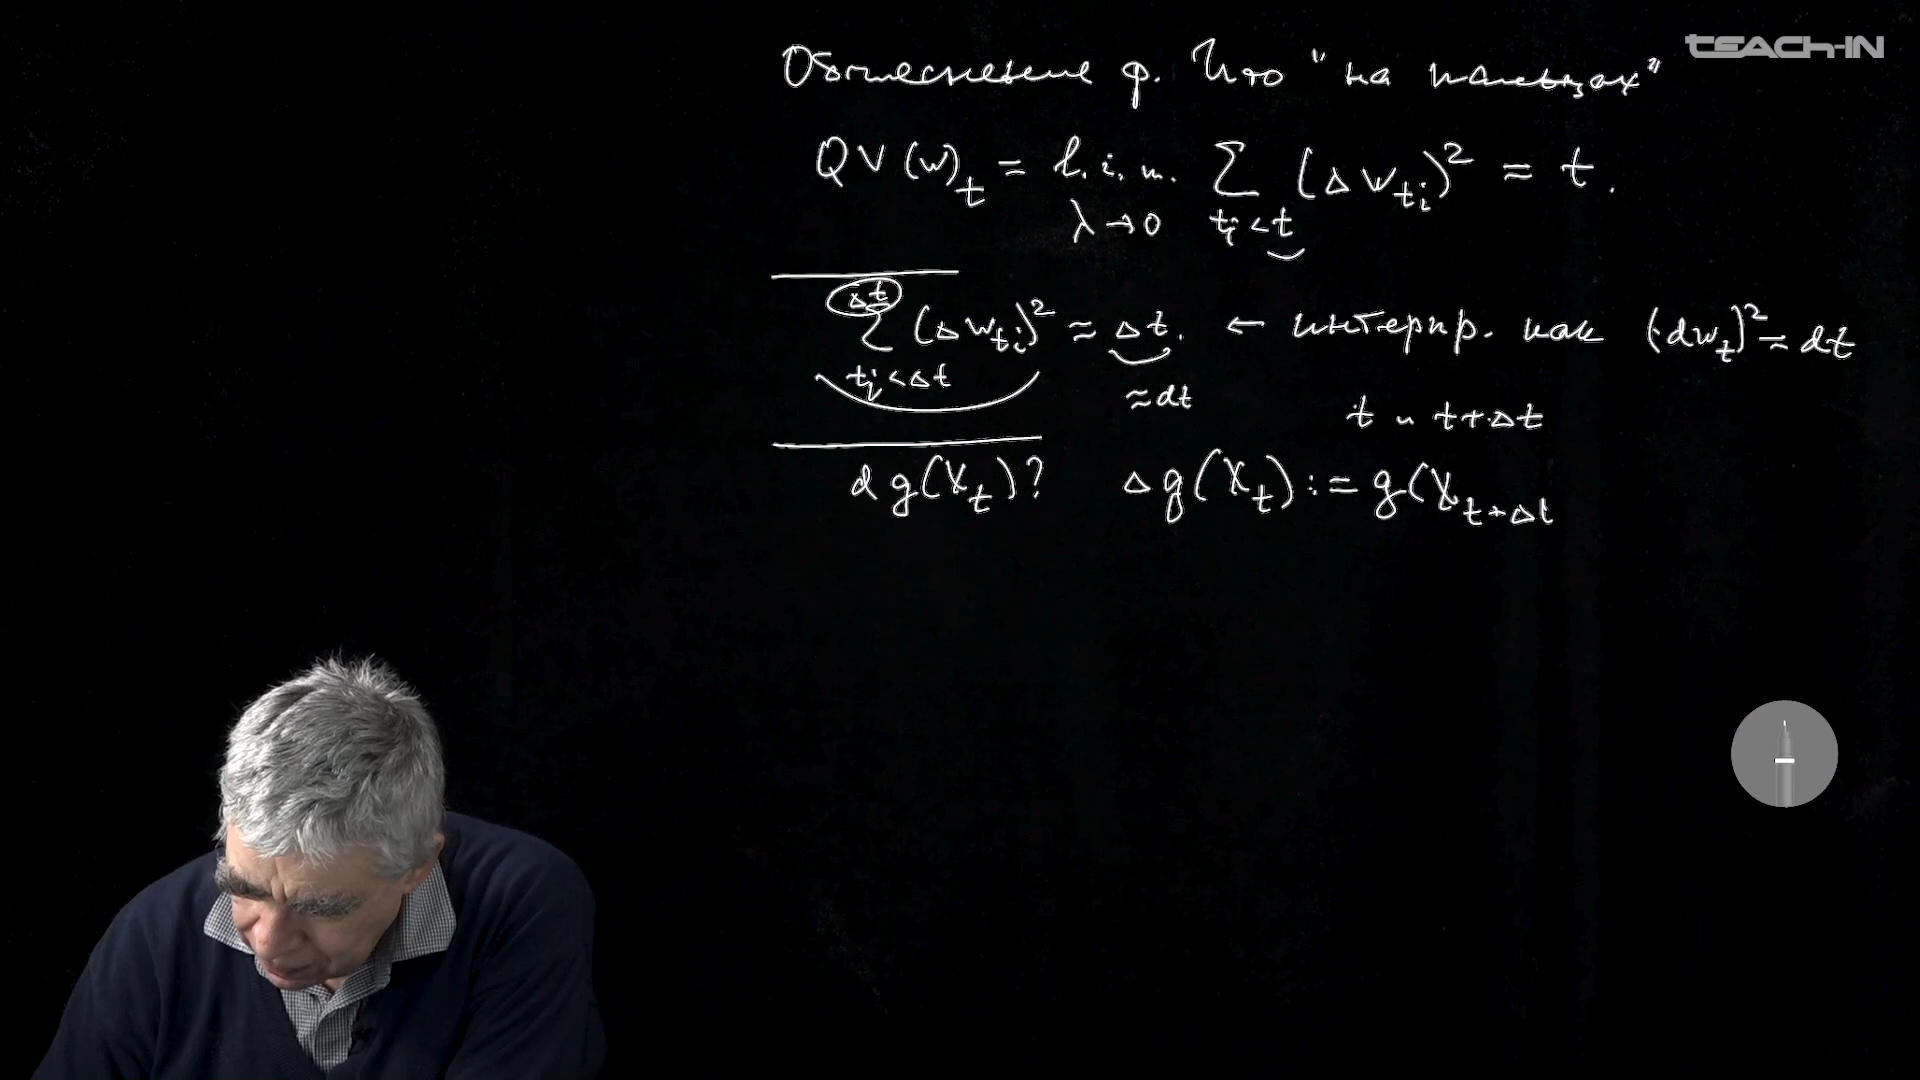 TEACH-IN
Объяснение ф. Ито "на пальцах"
QV(w)_t = l.i.m. Σ (Δw_{t_i})² = t.
λ→0 t_i < t
Δt
Σ (Δw_{t_i})² ≈ Δt. ← интерпр. как (dw_t)² = dt
t_i < Δt
≈ dt
t и t+Δt
dg(X_t)? Δg(X_t) := g(X_{t+Δt}